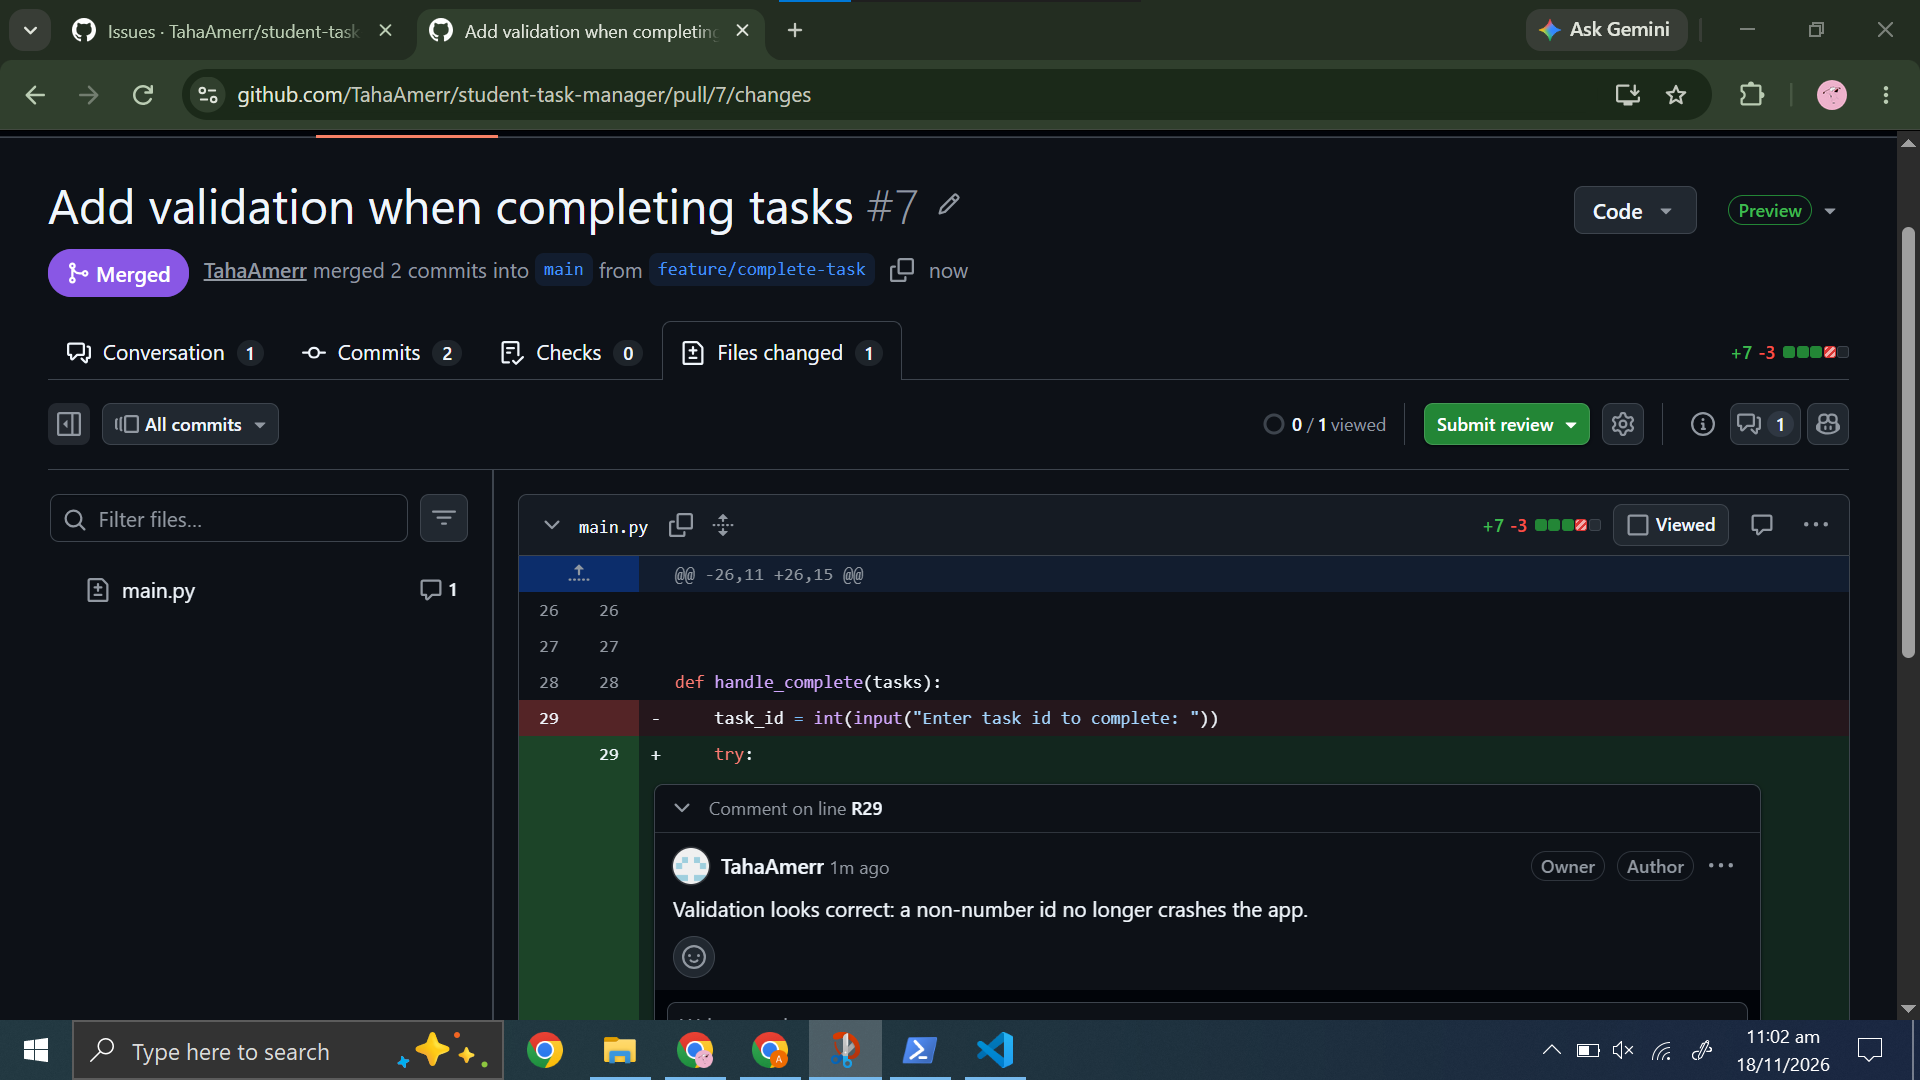 Issues · TahaAmerr/student-task
Add validation when completing
Ask Gemini
github.com/TahaAmerr/student-task-manager/pull/7/changes
Add validation when completing tasks #7
Code
Preview
Merged
TahaAmerr merged 2 commits into main from feature/complete-task now
Conversation 1
Commits 2
Checks 0
Files changed 1
+7 -3
All commits
0 / 1 viewed
Submit review
1
Filter files...
main.py
+7 -3
Viewed
main.py 1
@@ -26,11 +26,15 @@
26 26
27 27
28 28 def handle_complete(tasks):
29 - task_id = int(input("Enter task id to complete: "))
29 + try:
Comment on line R29
TahaAmerr 1m ago
Owner
Author
Validation looks correct: a non-number id no longer crashes the app.
Type here to search
A
11:02 am
18/11/2026